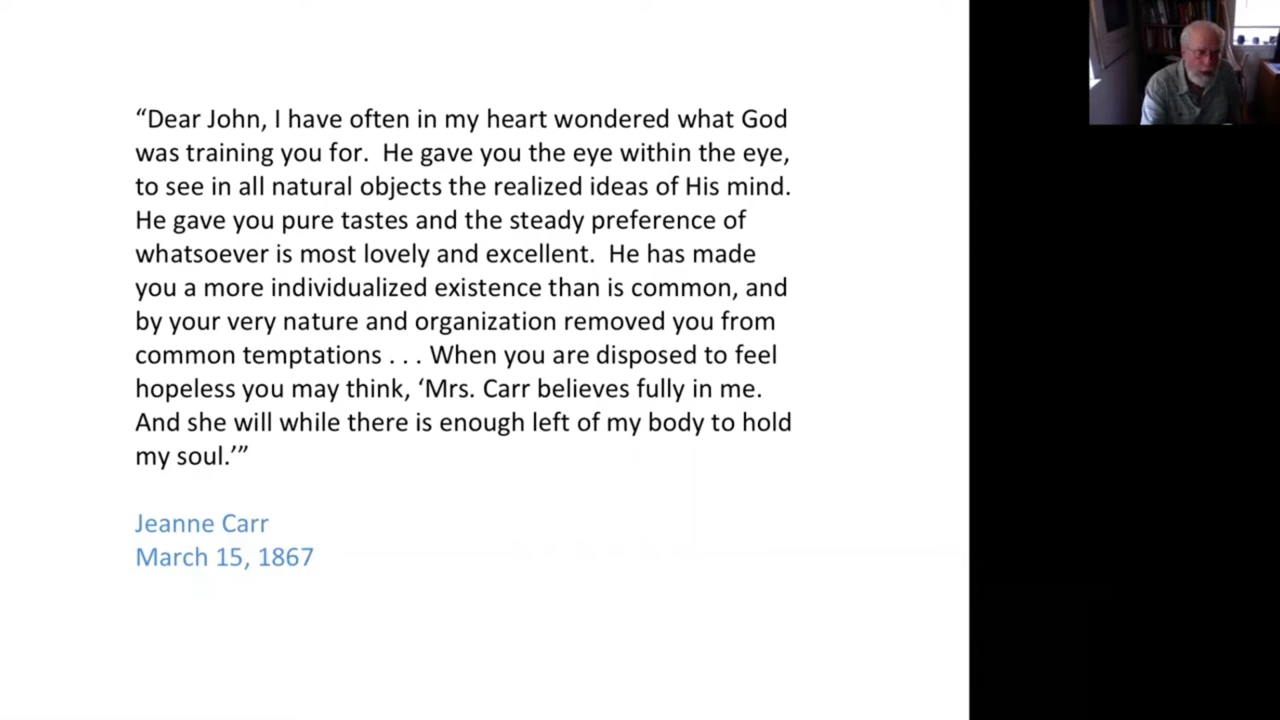 “Dear John, I have often in my heart wondered what God
was training you for.  He gave you the eye within the eye,
to see in all natural objects the realized ideas of His mind.
He gave you pure tastes and the steady preference of
whatsoever is most lovely and excellent.  He has made
you a more individualized existence than is common, and
by your very nature and organization removed you from
common temptations . . . When you are disposed to feel
hopeless you may think, ‘Mrs. Carr believes fully in me.
And she will while there is enough left of my body to hold
my soul.’”
Jeanne Carr
March 15, 1867